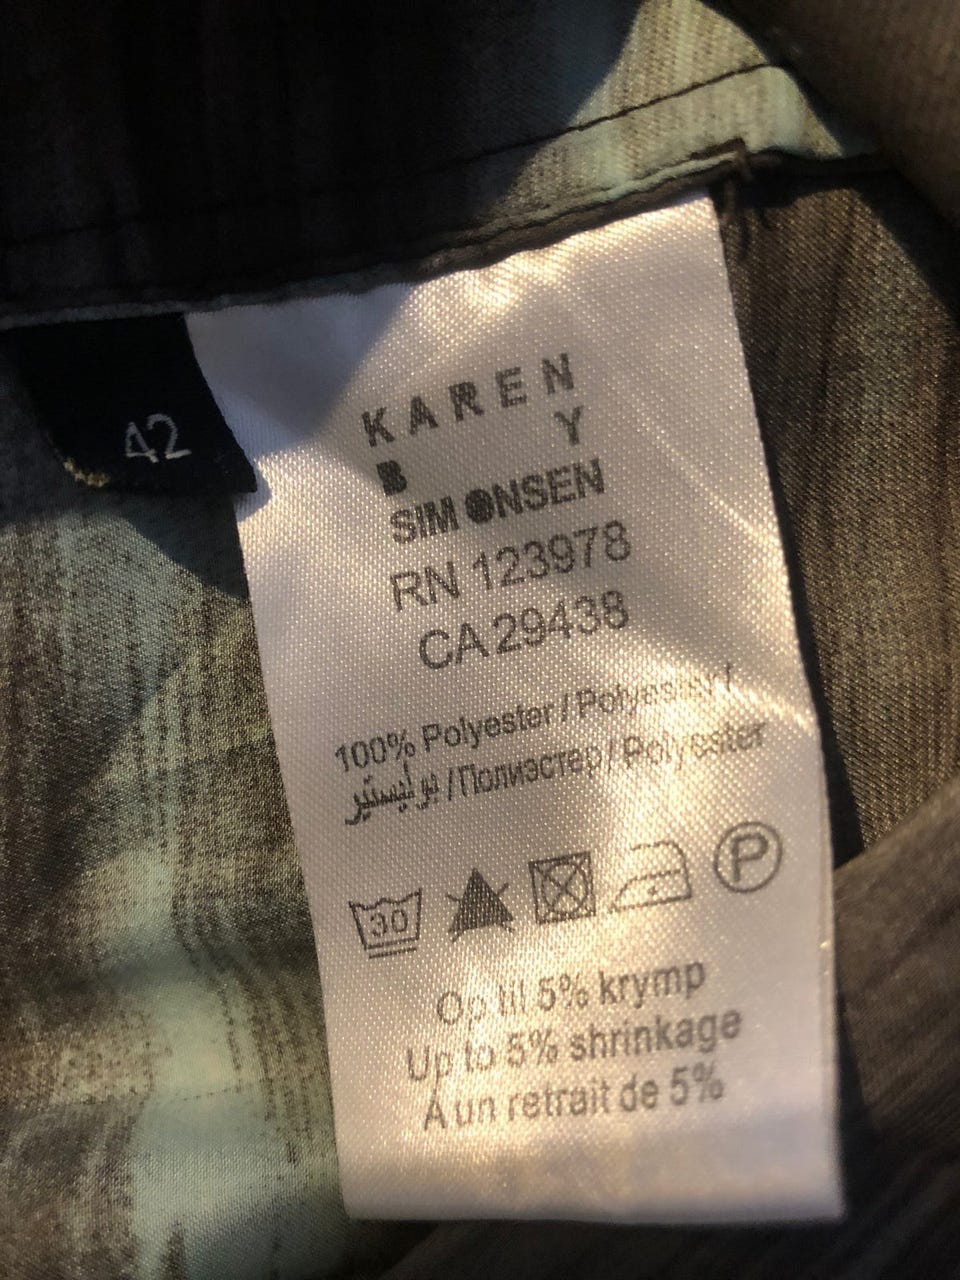 42
KAREN
B Y
SIMONSEN
RN 123978
CA 29438
100% Polyester / Polyester /
بوليستير / Полиэстер / Polyester
30
P
Op til 5% krymp
Up to 5% shrinkage
À un retrait de 5%